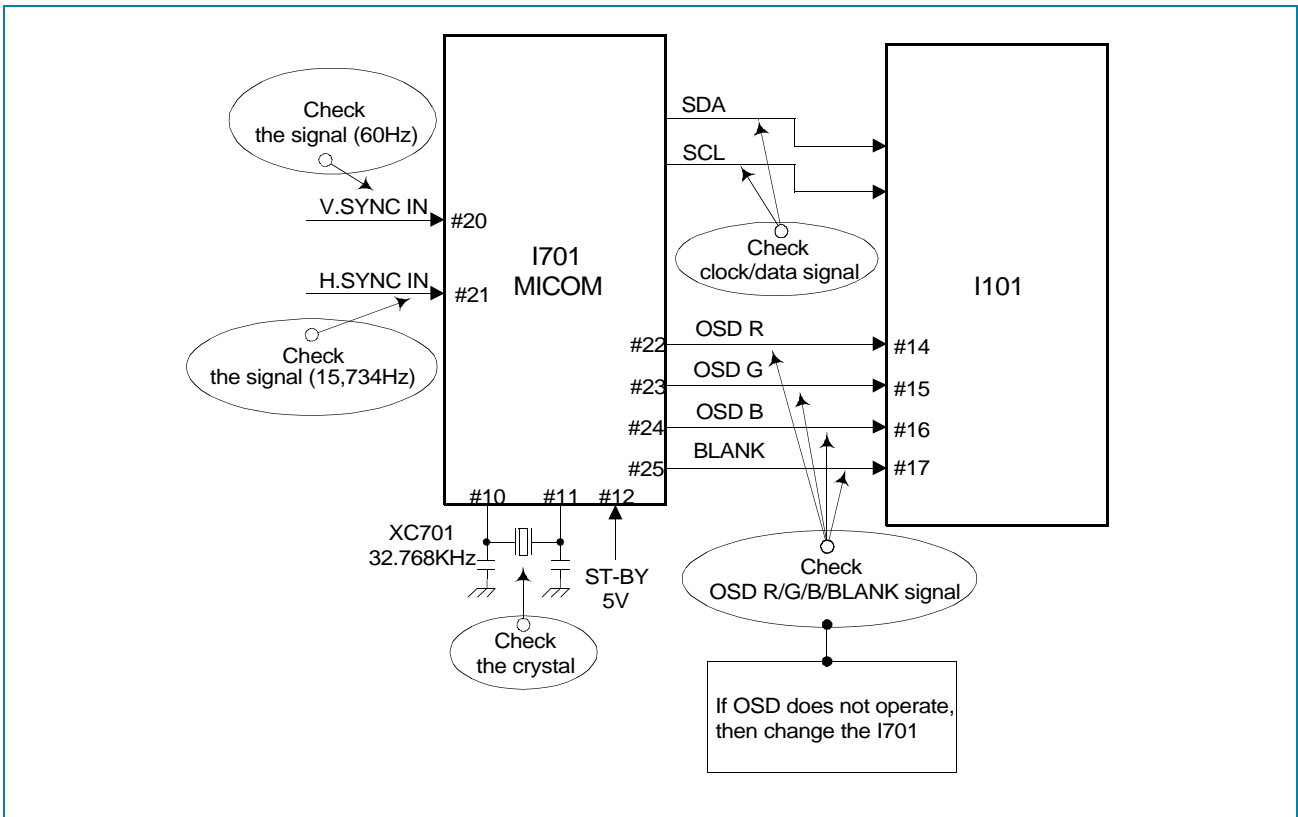 Check
the signal (60Hz)
V.SYNC IN
#20
H.SYNC IN
#21
Check
the signal (15,734Hz)
I701
MICOM
SDA
SCL
Check
clock/data signal
I101
#22
OSD R
#14
#23
OSD G
#15
#24
OSD B
#16
#25
BLANK
#17
#10
#11
#12
XC701
32.768KHz
ST-BY
5V
Check
the crystal
Check
OSD R/G/B/BLANK signal
If OSD does not operate,
then change the I701